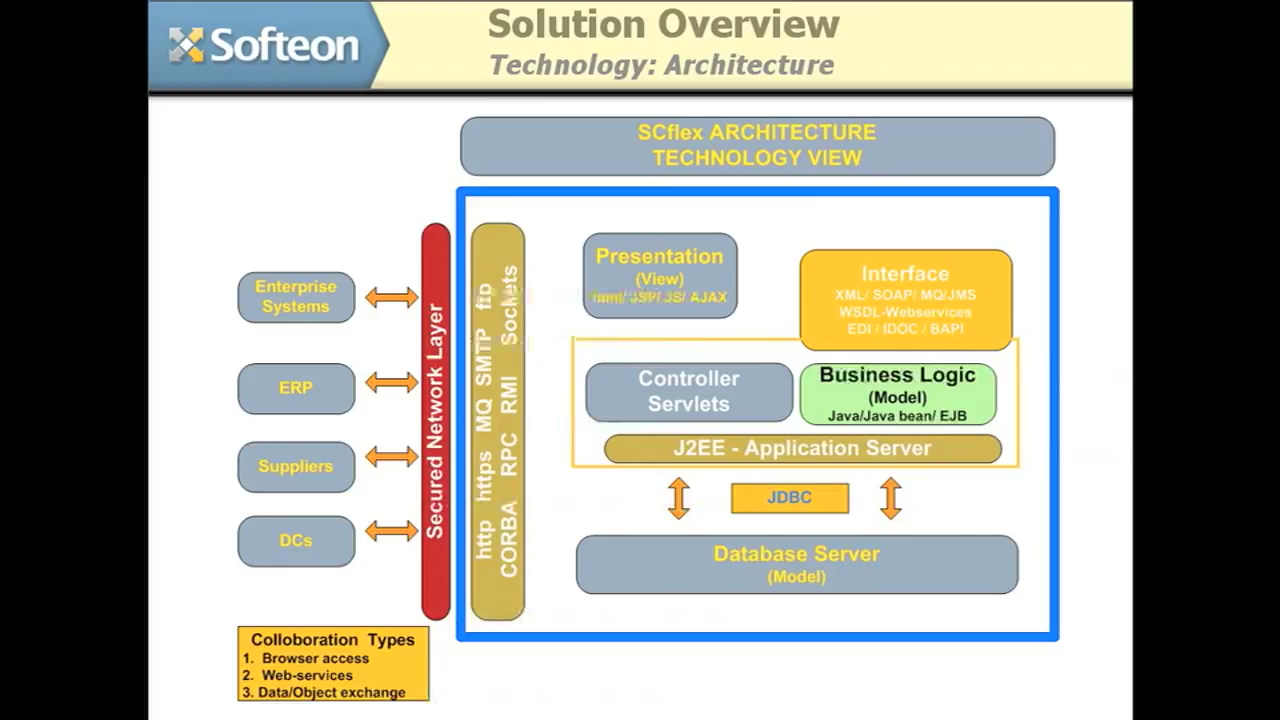 Softeon
Solution Overview
Technology: Architecture
SCflex ARCHITECTURE
TECHNOLOGY VIEW
Enterprise
Systems
ERP
Suppliers
DCs
Secured Network Layer
http https MQ SMTP ftp
CORBA RPC RMI Sockets
Presentation
(View)
html/ JSP/ JS/ AJAX
Interface
XML/ SOAP/ MQ/JMS
WSDL-Webservices
EDI / IDOC / BAPI
Controller
Servlets
Business Logic
(Model)
Java/Java bean/ EJB
J2EE - Application Server
JDBC
Database Server
(Model)
Colloboration Types
1. Browser access
2. Web-services
3. Data/Object exchange